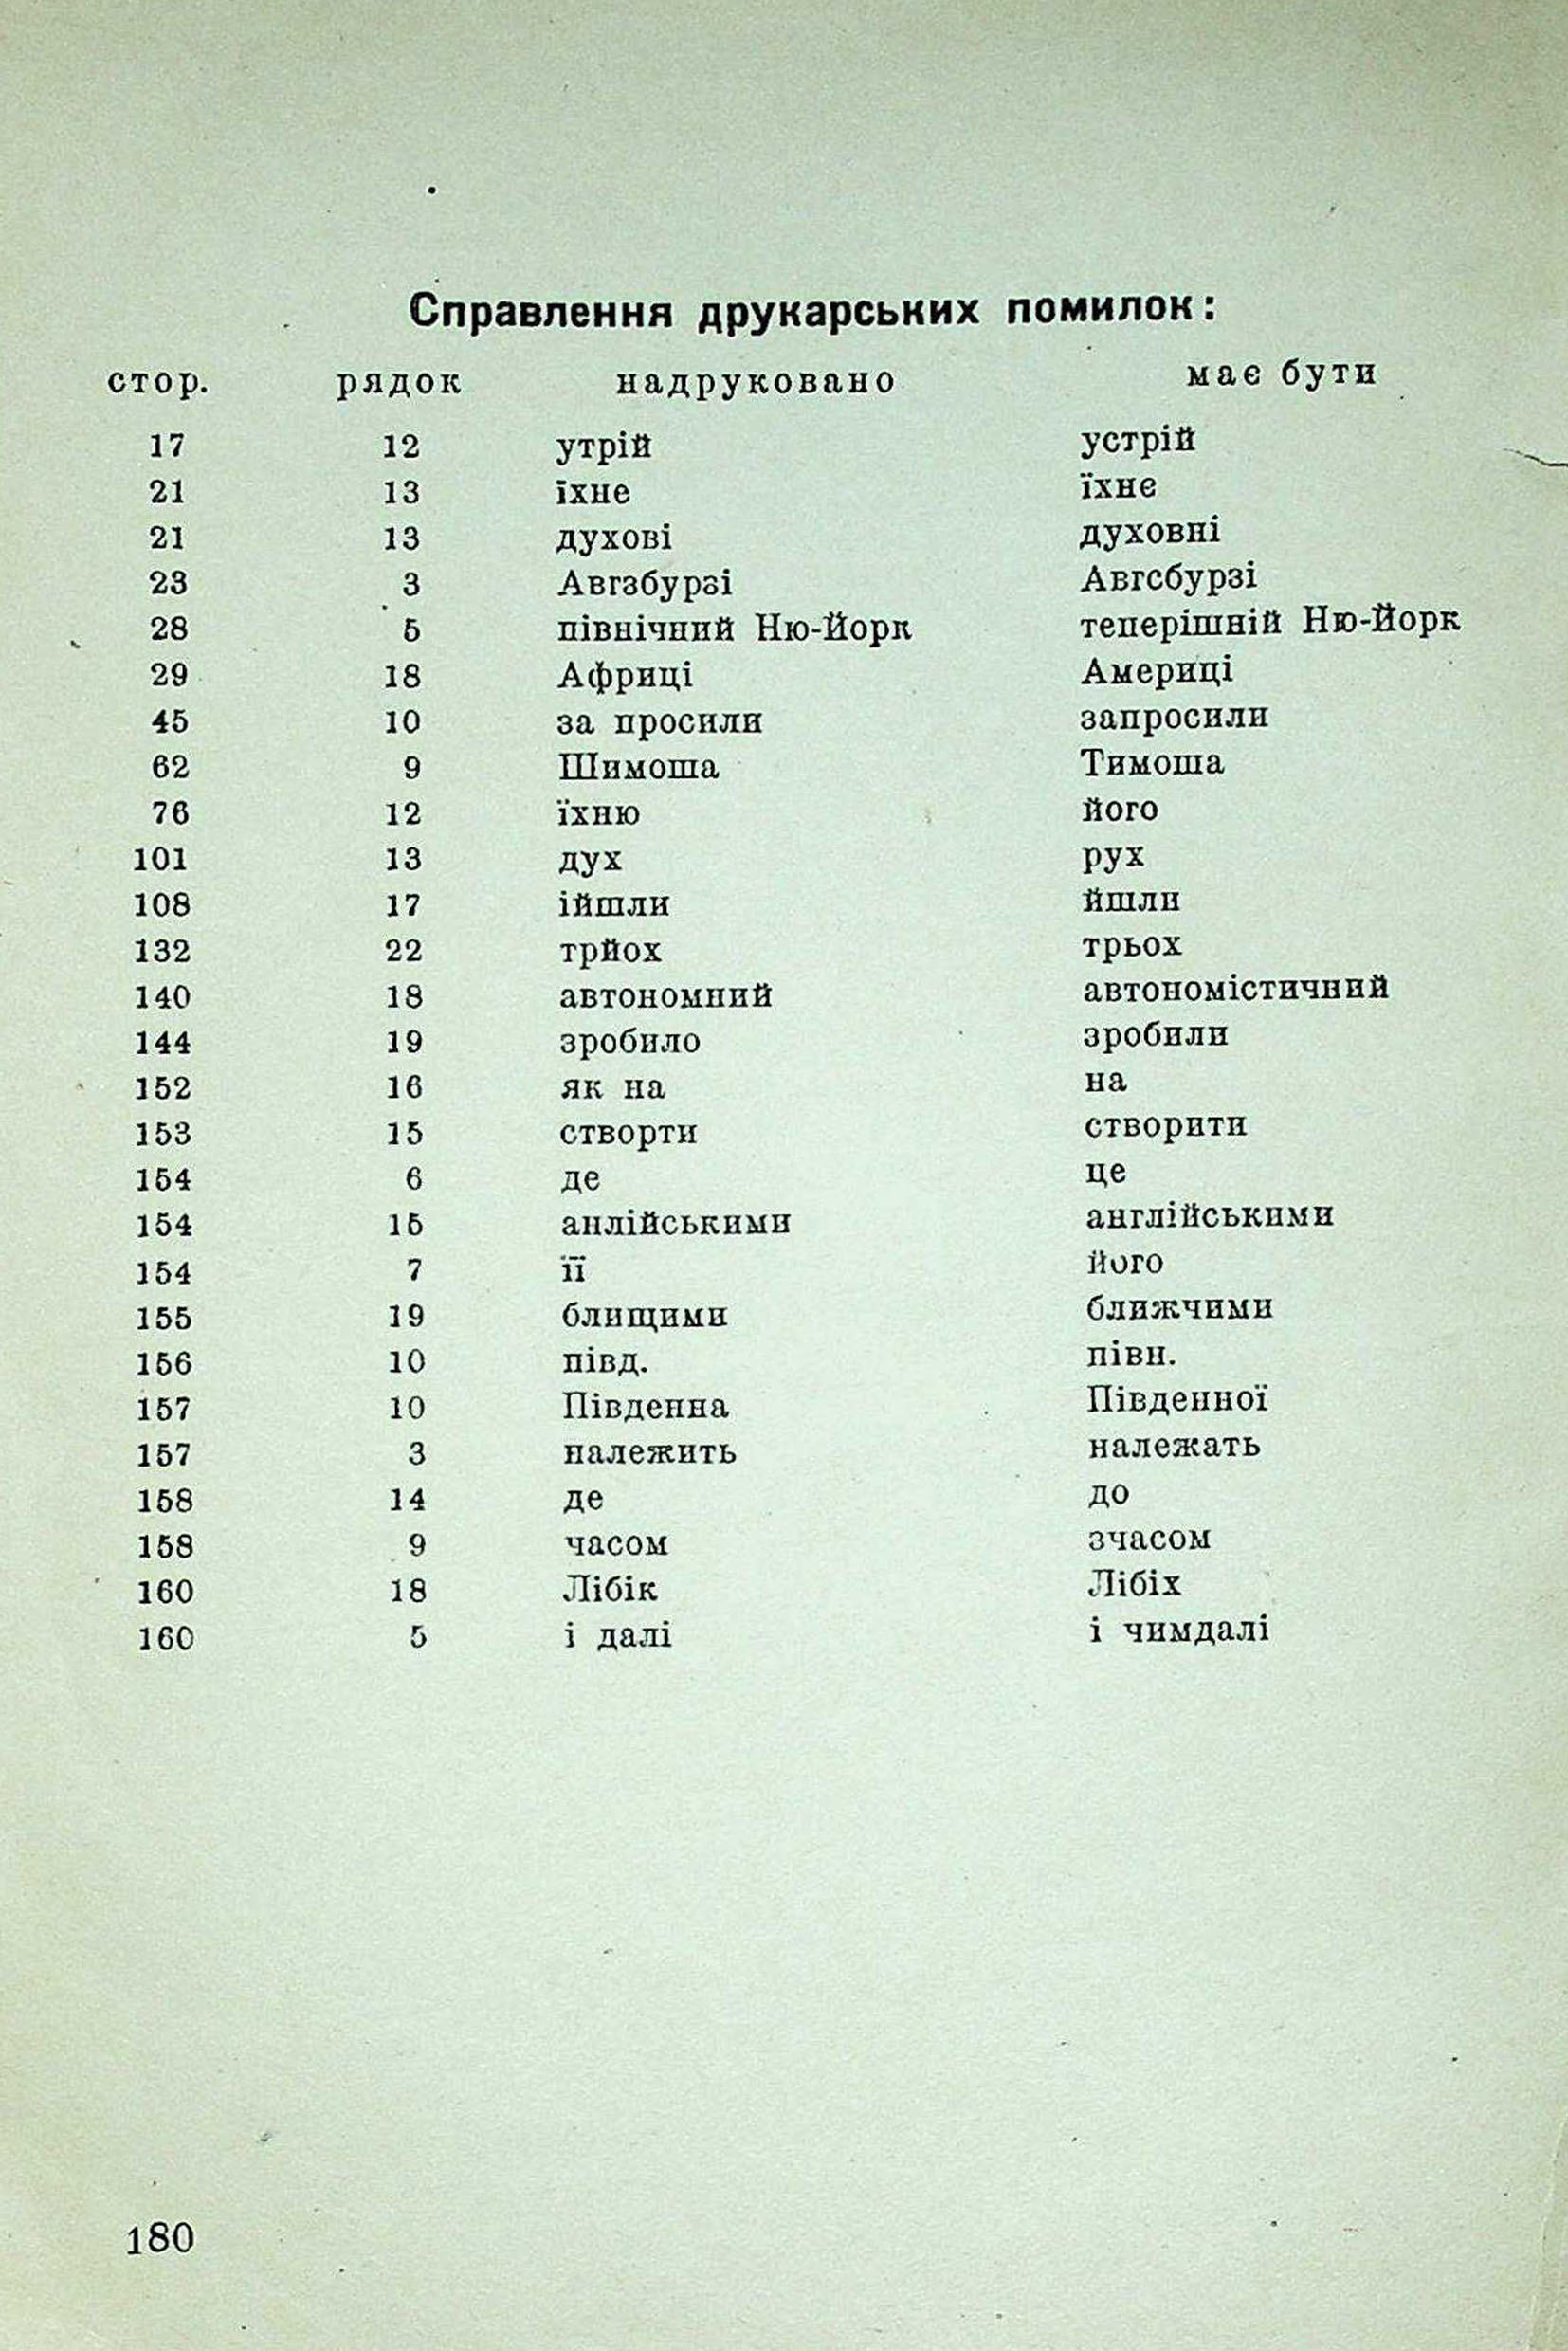 Справлення друкарських помилок:
стор. рядок надруковано має бути
17 12 утрій устрій
21 13 їхне їхнє
21 13 духові духовні
23 3 Авгзбурзі Авгсбурзі
28 5 північний Ню-Йорк теперішній Ню-Йорк
29 18 Африці Америці
45 10 за просили запросили
62 9 Шимоша Тимоша
76 12 їхню його
101 13 дух рух
108 17 ійшли йшли
132 22 трйох трьох
140 18 автономний автономістичний
144 19 зробило зробили
152 16 як на на
153 15 створти створити
154 6 де це
154 15 анлійськими англійськими
154 7 її його
155 19 блищими ближчими
156 10 півд. півн.
157 10 Південна Південної
157 3 належить належать
158 14 де до
158 9 часом зчасом
160 18 Лібік Лібіх
160 5 і далі і чимдалі
180